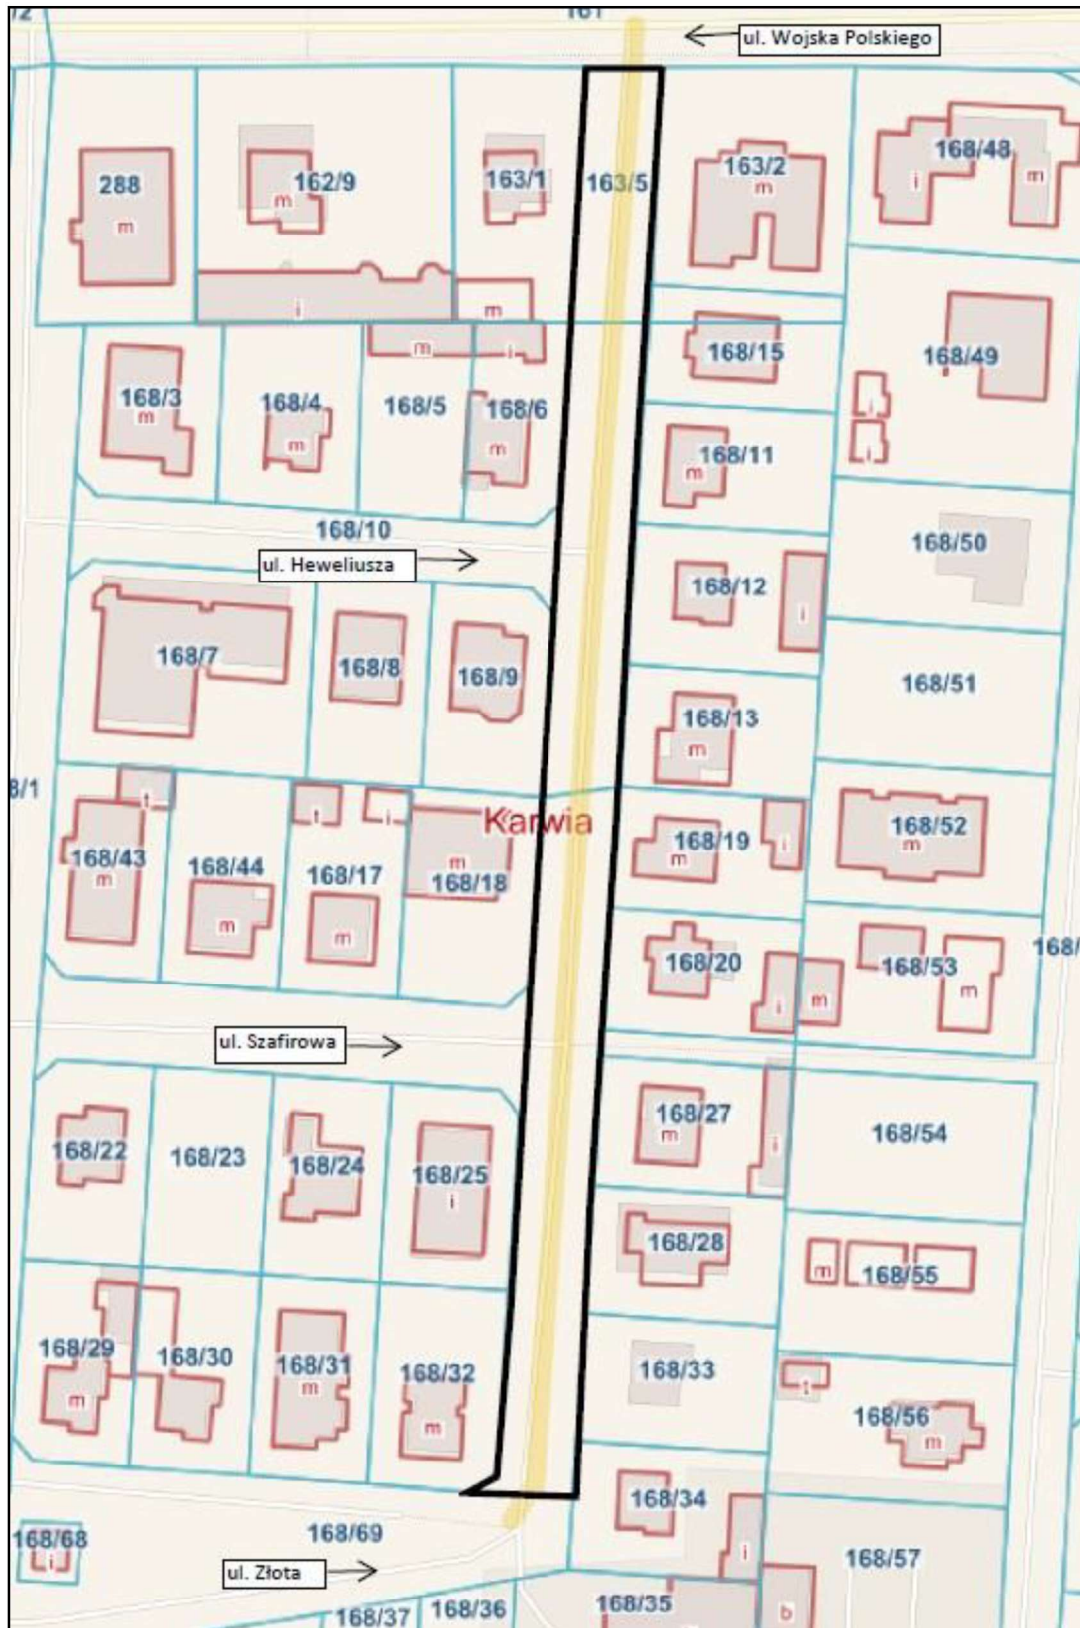 /2
161
ul. Wojska Polskiego
288
m
162/9
m
163/1
163/5
163/2
m
168/48
i
m
i
m
m
i
168/15
168/49
i
i
168/3
m
168/4
m
168/5
168/6
m
168/11
m
168/10
ul. Heweliusza
168/50
168/12
i
168/7
168/8
168/9
168/51
168/13
m
8/1
Karwia
t
t
i
168/43
m
168/44
m
168/17
m
m
168/18
168/19
m
i
168/52
m
168/20
i
m
168/53
m
168/
ul. Szafirowa
168/22
168/23
168/24
168/25
i
168/27
m
i
168/54
168/28
m
168/55
168/29
m
168/30
168/31
m
168/32
m
168/33
t
168/56
m
168/34
i
168/68
i
168/69
168/57
ul. Złota
168/37
168/36
168/35
b